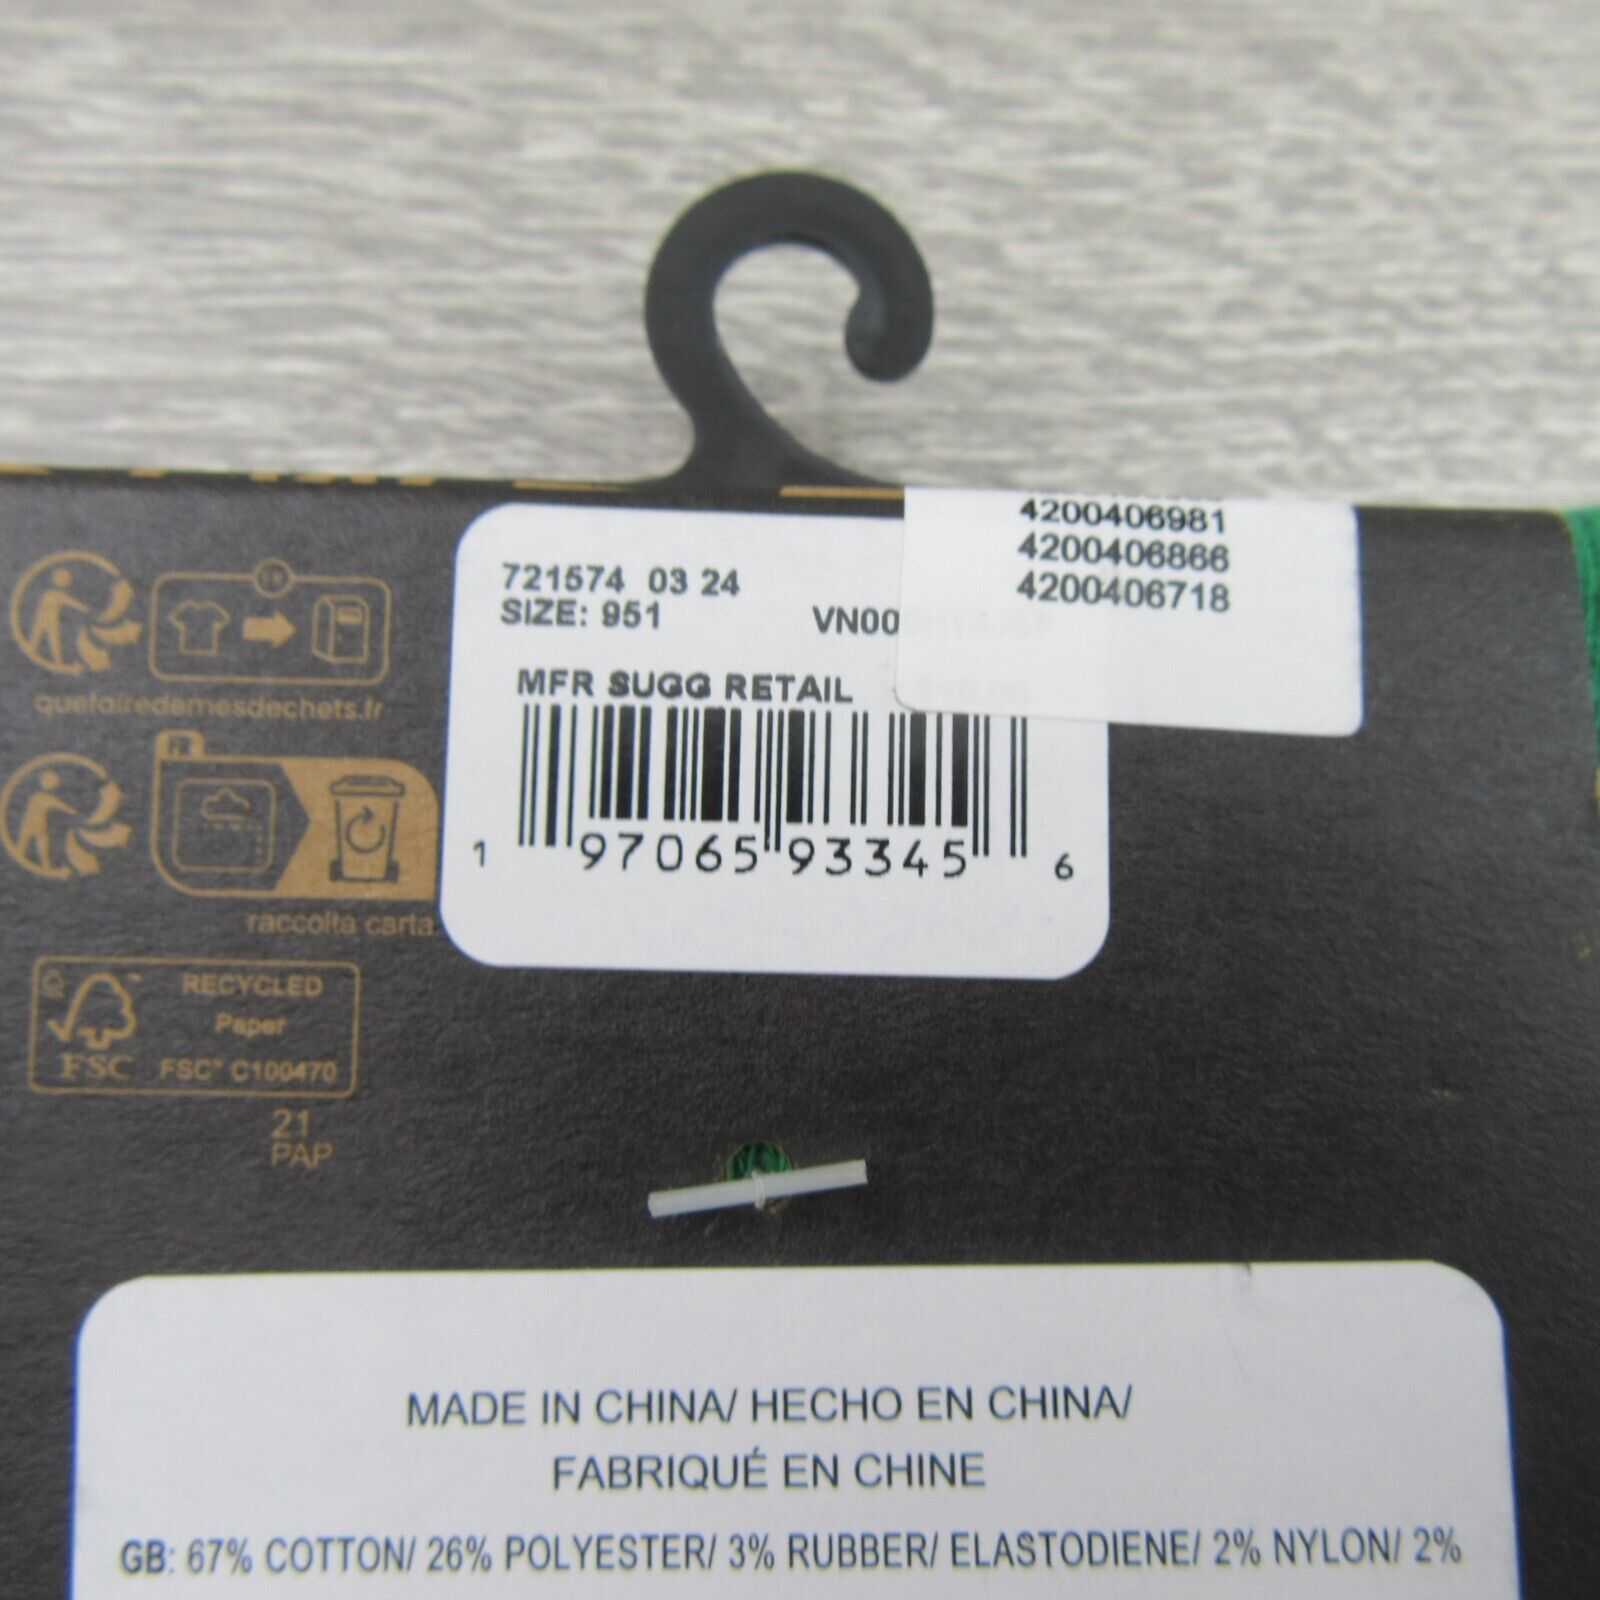 4200406981
4200406866
4200406718
721574 03 24
SIZE: 951
VN00
MFR SUGG RETAIL
1 97065 93345 6
quefairedemesdechets.fr
FR
raccolta carta
RECYCLED
Paper
FSC
FSC™ C100470
21
PAP
MADE IN CHINA/ HECHO EN CHINA/
FABRIQUÉ EN CHINE
GB: 67% COTTON/ 26% POLYESTER/ 3% RUBBER/ ELASTODIENE/ 2% NYLON/ 2%